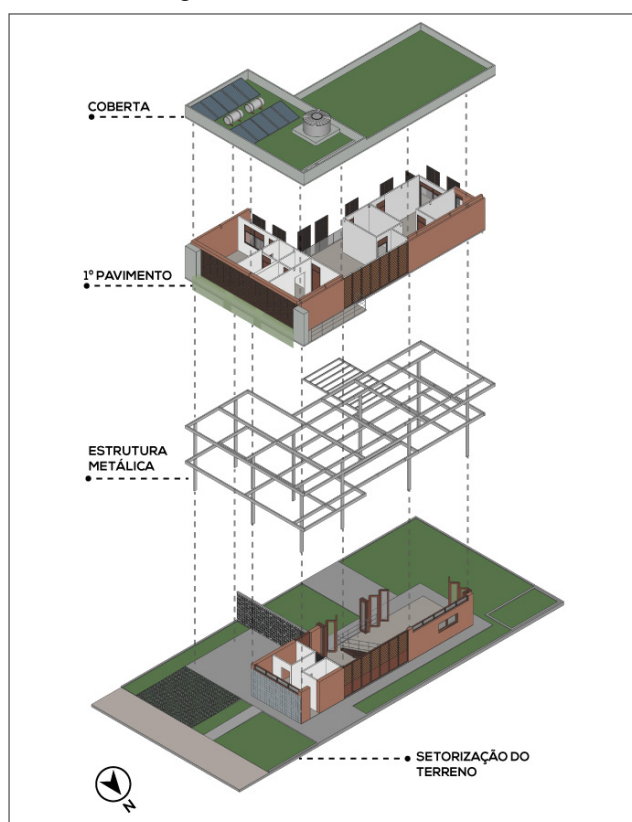 COBERTA
1º PAVIMENTO
ESTRUTURA
METÁLICA
SETORIZAÇÃO DO
TERRENO
N